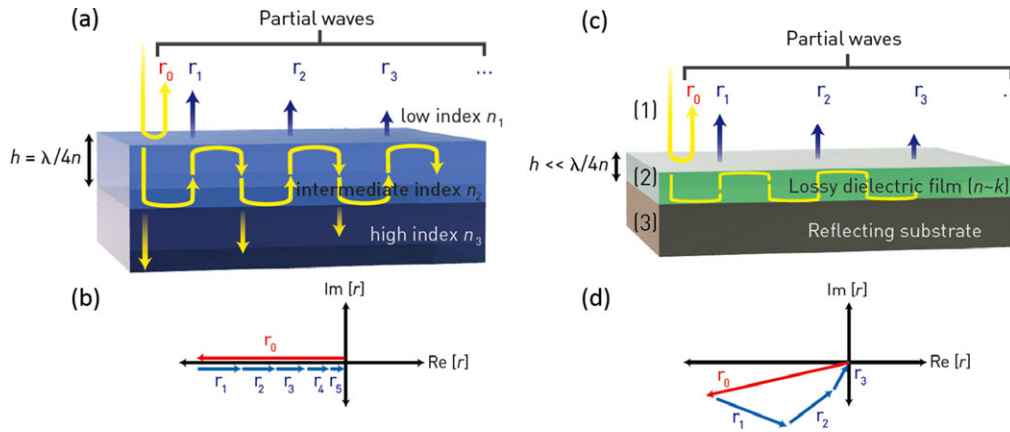 (a)
Partial waves
r0 r1 r2 r3 ...
low index n1
h = λ/4n
intermediate index n2
high index n3
(b)
Im [r]
r0
Re [r]
r1 r2 r3 r4 r5
(c)
Partial waves
r0 r1 r2 r3 .
(1)
h << λ/4n
(2)
Lossy dielectric film (n~k)
(3)
Reflecting substrate
(d)
Im [r]
Re [r]
r0
r3
r1
r2